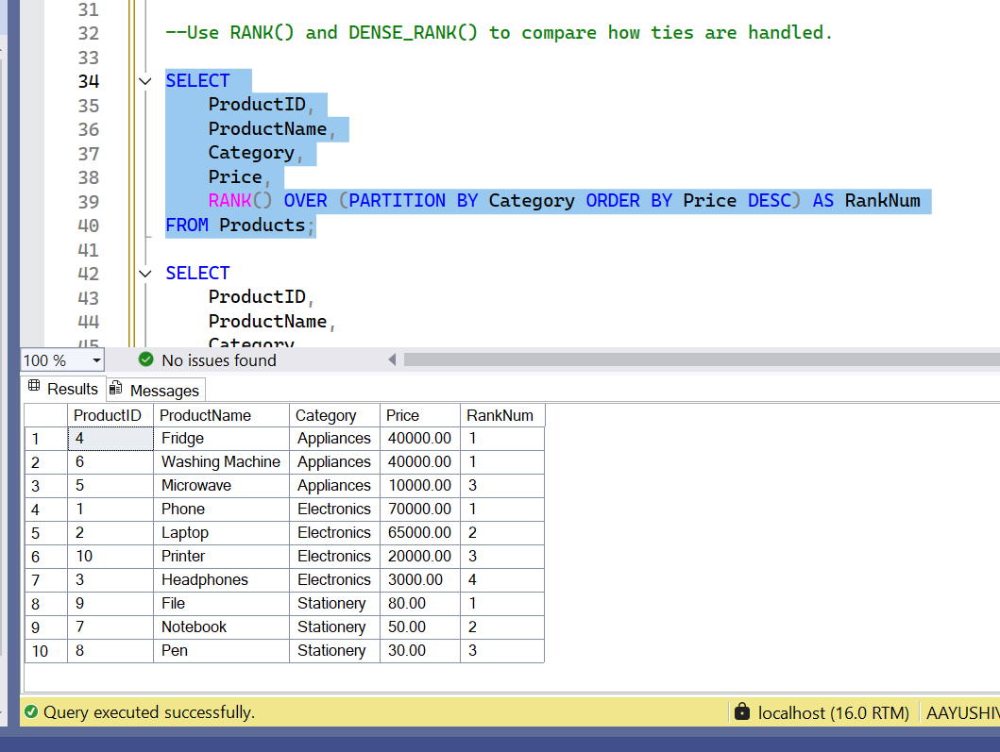 31
32 --Use RANK() and DENSE_RANK() to compare how ties are handled.
33
34 SELECT
35 ProductID,
36 ProductName,
37 Category,
38 Price,
39 RANK() OVER (PARTITION BY Category ORDER BY Price DESC) AS RankNum
40 FROM Products;
41
42 SELECT
43 ProductID,
44 ProductName,
45 Category
100 % No issues found
Results Messages
ProductID ProductName Category Price RankNum
1 4 Fridge Appliances 40000.00 1
2 6 Washing Machine Appliances 40000.00 1
3 5 Microwave Appliances 10000.00 3
4 1 Phone Electronics 70000.00 1
5 2 Laptop Electronics 65000.00 2
6 10 Printer Electronics 20000.00 3
7 3 Headphones Electronics 3000.00 4
8 9 File Stationery 80.00 1
9 7 Notebook Stationery 50.00 2
10 8 Pen Stationery 30.00 3
Query executed successfully. localhost (16.0 RTM) AAYUSHI